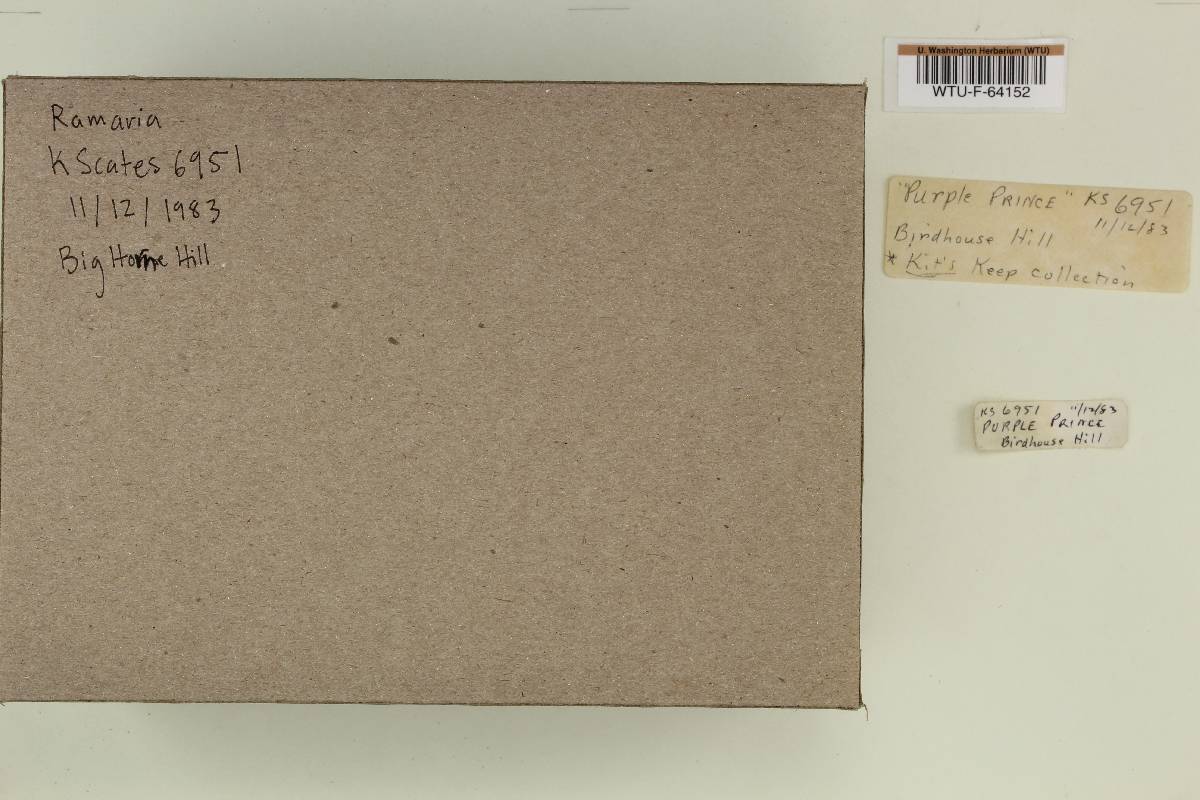 Ramaria
K Scates 6951
11/12/1983
Big Horne Hill
U. Washington Herbarium (WTU)
WTU-F-64152
"Purple PRINCE" KS 6951
11/12/83
Birdhouse Hill
* Kit's Keep collection
KS 6951 11/12/83
PURPLE PRINCE
Birdhouse Hill